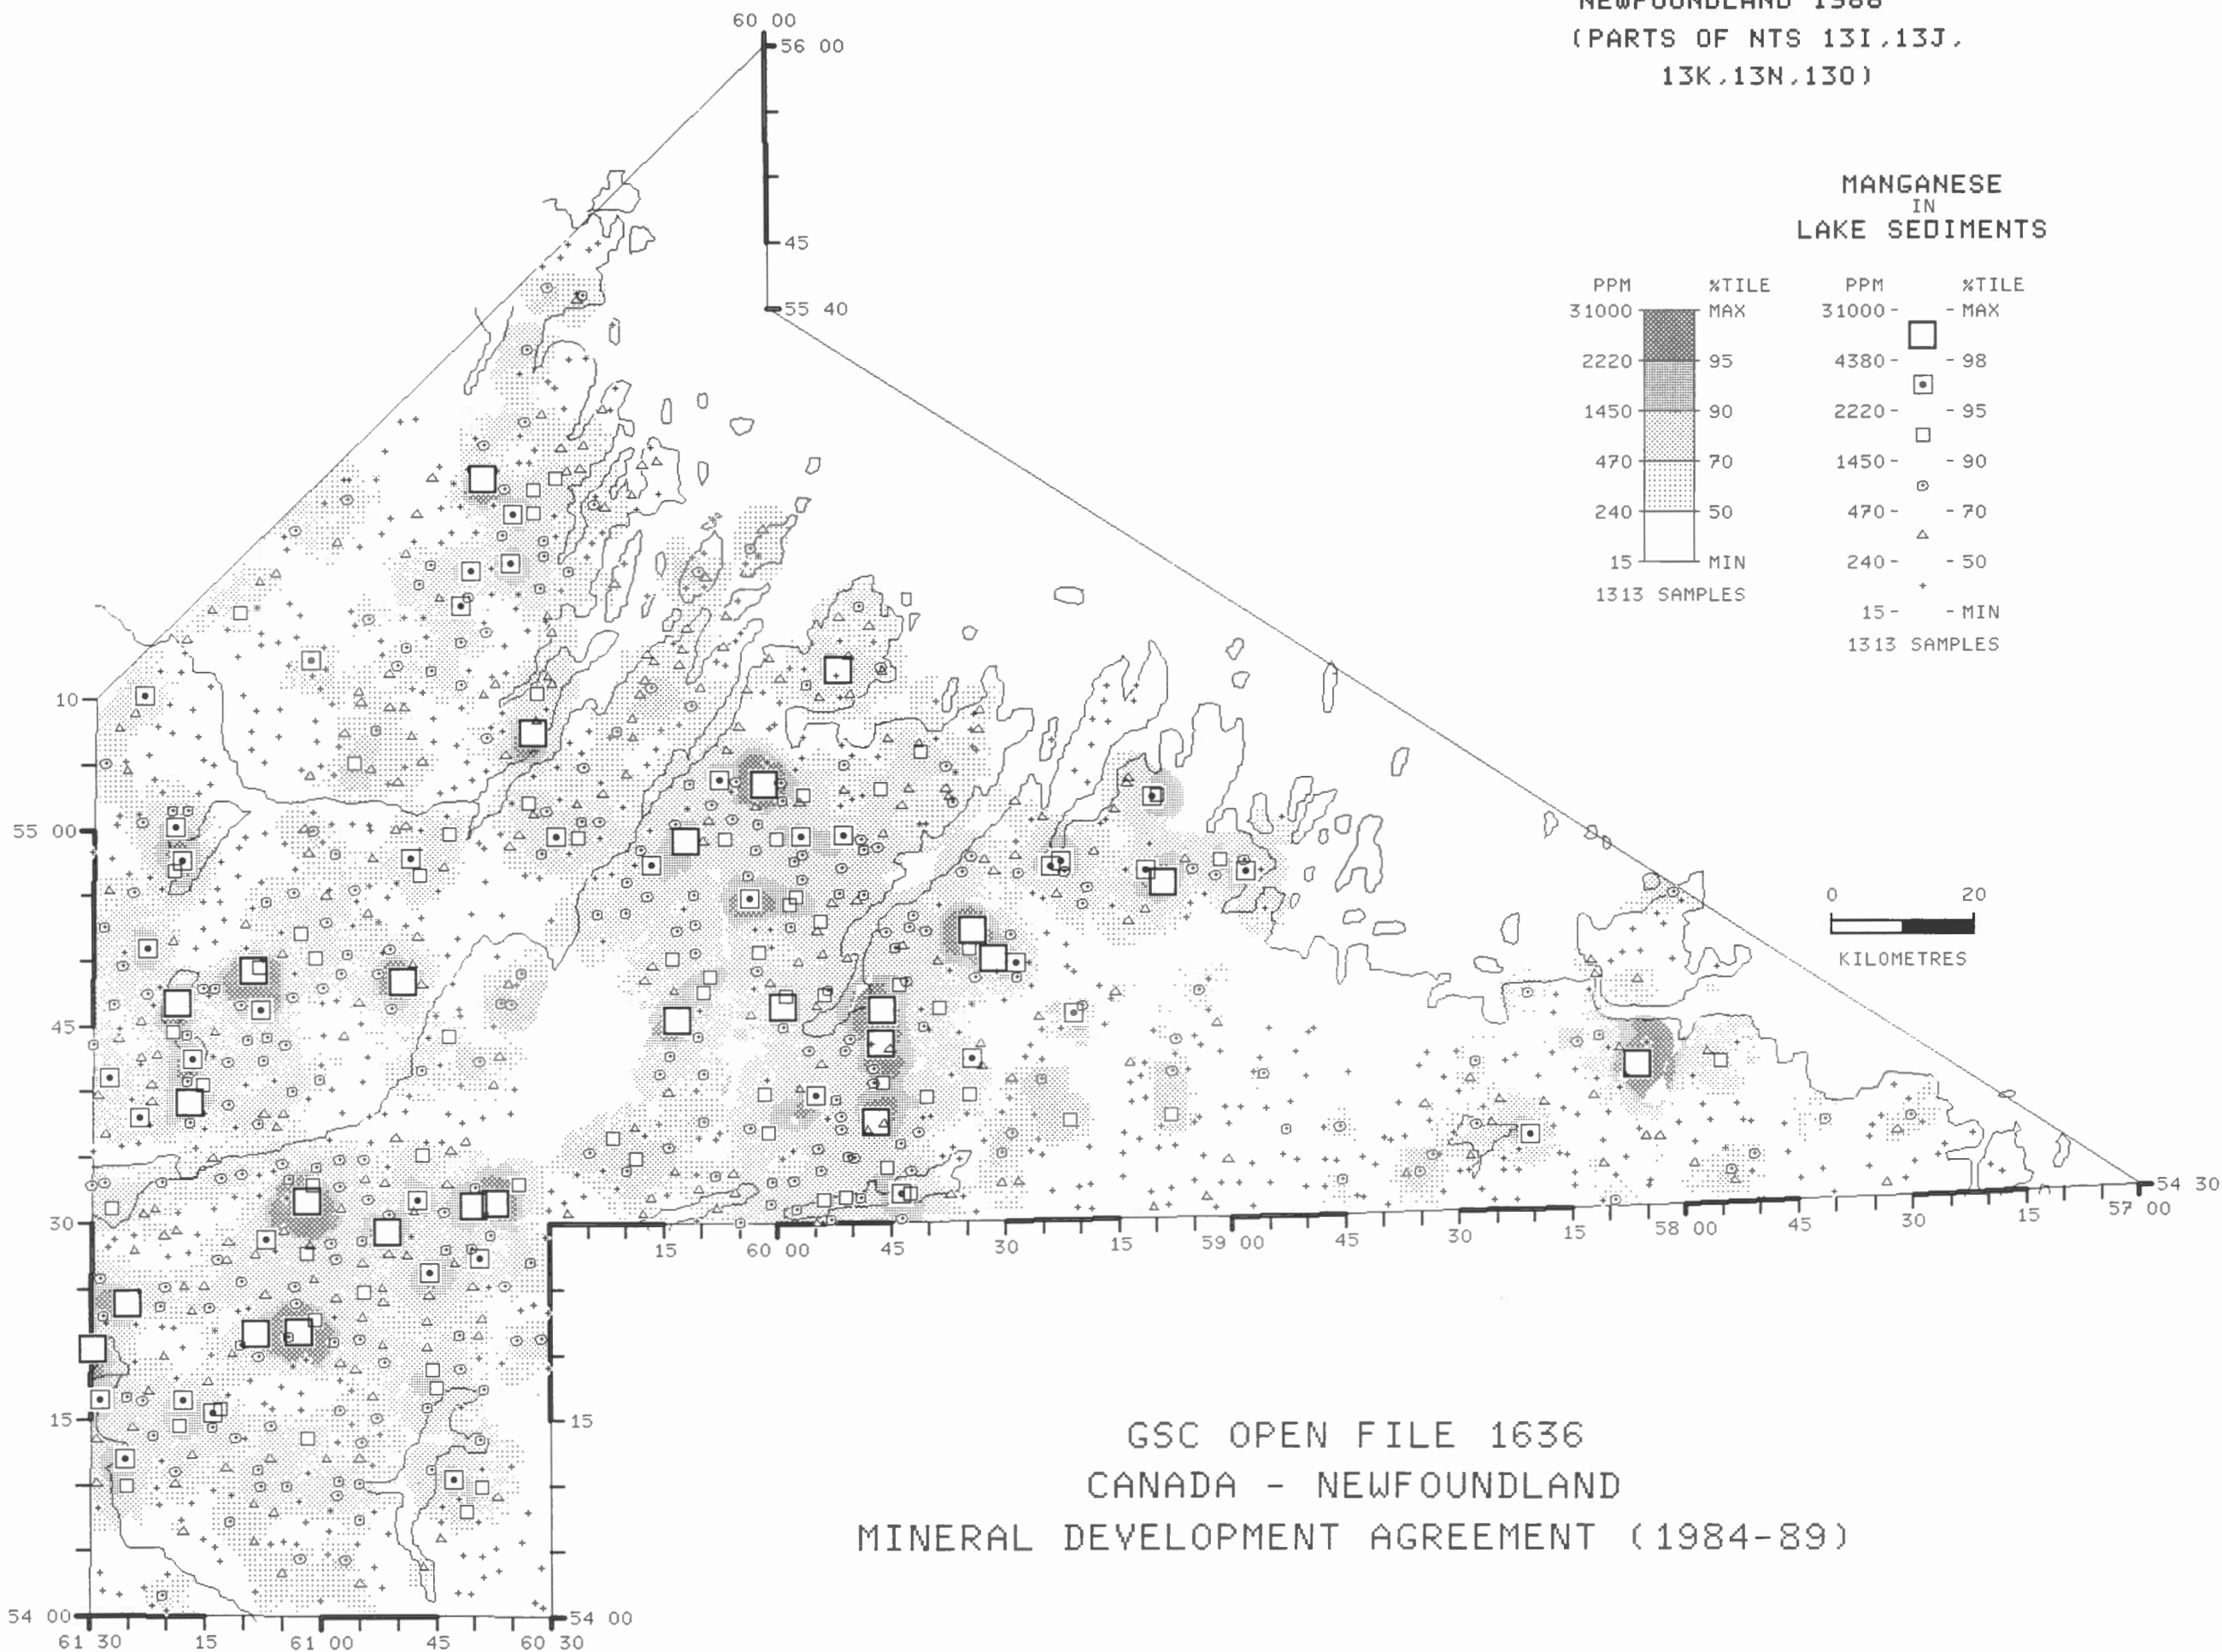 NEWFOUNDLAND 1986
(PARTS OF NTS 13I,13J,
13K,13N,13O)
60 00
56 00
45
55 40
MANGANESE
IN
LAKE SEDIMENTS
PPM %TILE PPM %TILE
31000 MAX 31000- - MAX
2220 95 4380- - 98
1450 90 2220- - 95
470 70 1450- - 90
240 50 470- - 70
15 MIN 240- - 50
1313 SAMPLES 15- - MIN
1313 SAMPLES
10
55 00
45
30
15
54 00
0 20
KILOMETRES
54 30
15 60 00 45 30 15 59 00 45 30 15 58 00 45 30 15 57 00
15
54 00
61 30 15 61 00 45 60 30
GSC OPEN FILE 1636
CANADA - NEWFOUNDLAND
MINERAL DEVELOPMENT AGREEMENT (1984-89)